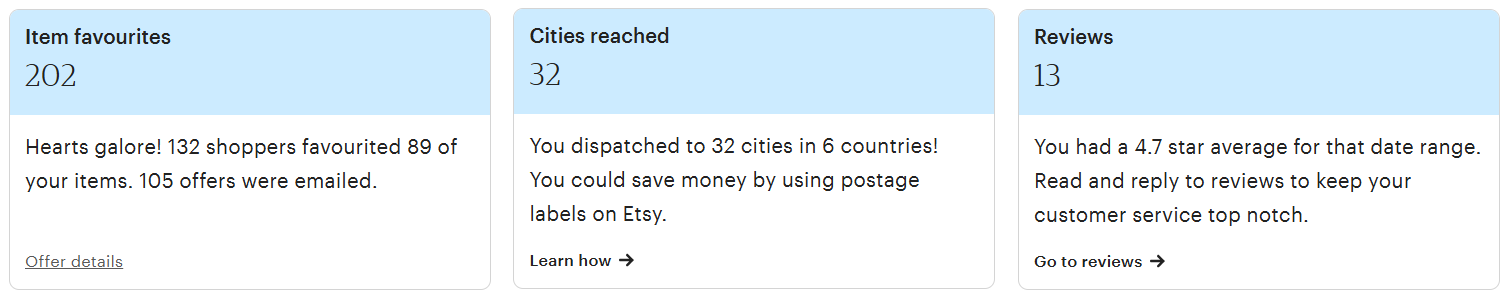 Item favourites
202
Hearts galore! 132 shoppers favourited 89 of
your items. 105 offers were emailed.
Offer details
Cities reached
32
You dispatched to 32 cities in 6 countries!
You could save money by using postage
labels on Etsy.
Learn how →
Reviews
13
You had a 4.7 star average for that date range.
Read and reply to reviews to keep your
customer service top notch.
Go to reviews →